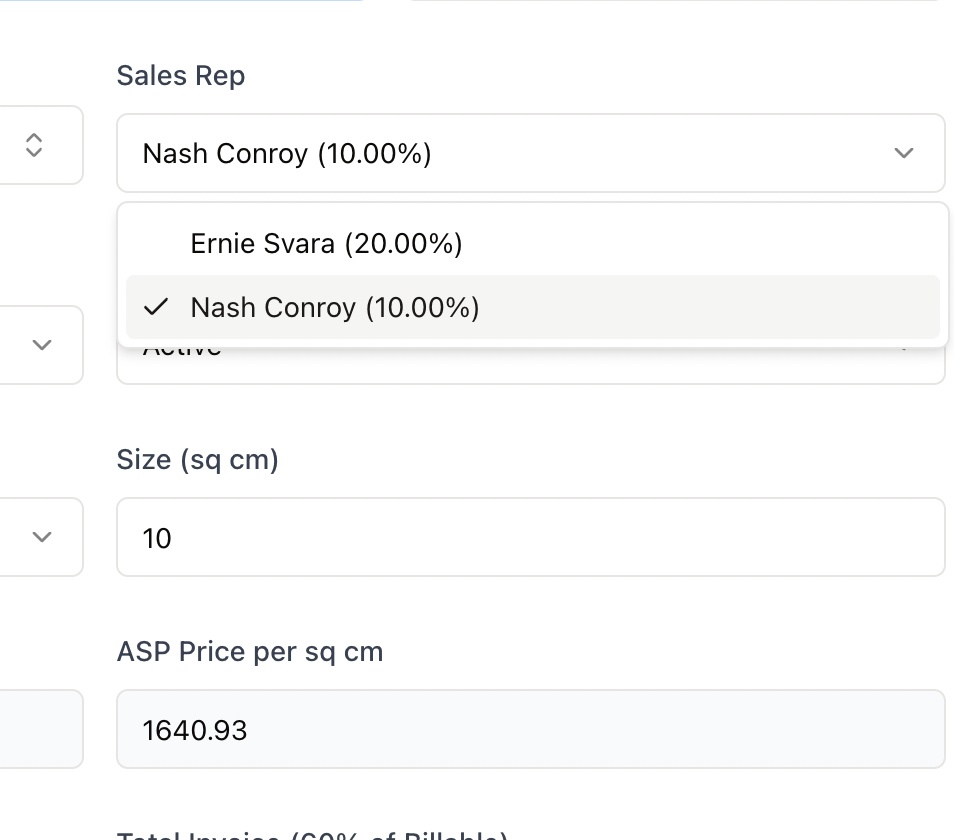 Sales Rep
Nash Conroy (10.00%)
Ernie Svara (20.00%)
Nash Conroy (10.00%)
Active
Size (sq cm)
10
ASP Price per sq cm
1640.93
Total Invoice (60% of Billable)